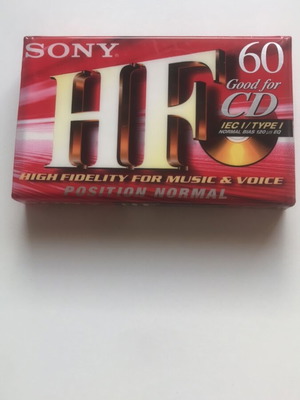 SONY
HF
60
Good for
CD
IEC I / TYPE I
NORMAL BIAS 120 µs EQ
HIGH FIDELITY FOR MUSIC & VOICE
POSITION NORMAL